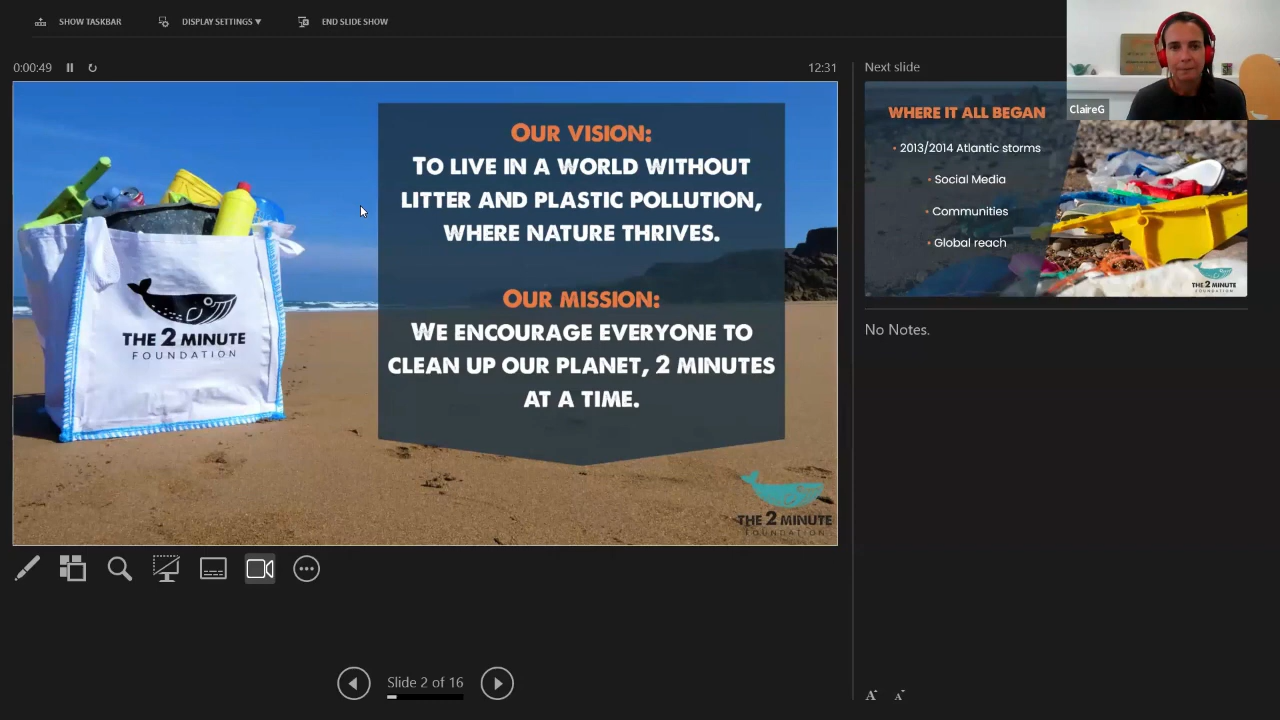 SHOW TASKBAR
DISPLAY SETTINGS ▼
END SLIDE SHOW
0:00:49
12:31
Next slide
ClaireG
OUR VISION:
TO LIVE IN A WORLD WITHOUT
LITTER AND PLASTIC POLLUTION,
WHERE NATURE THRIVES.
OUR MISSION:
WE ENCOURAGE EVERYONE TO
CLEAN UP OUR PLANET, 2 MINUTES
AT A TIME.
THE 2 MINUTE
FOUNDATION
THE 2 MINUTE
FOUNDATION
WHERE IT ALL BEGAN
• 2013/2014 Atlantic storms
• Social Media
• Communities
• Global reach
THE 2 MINUTE
FOUNDATION
No Notes.
Slide 2 of 16
A
A